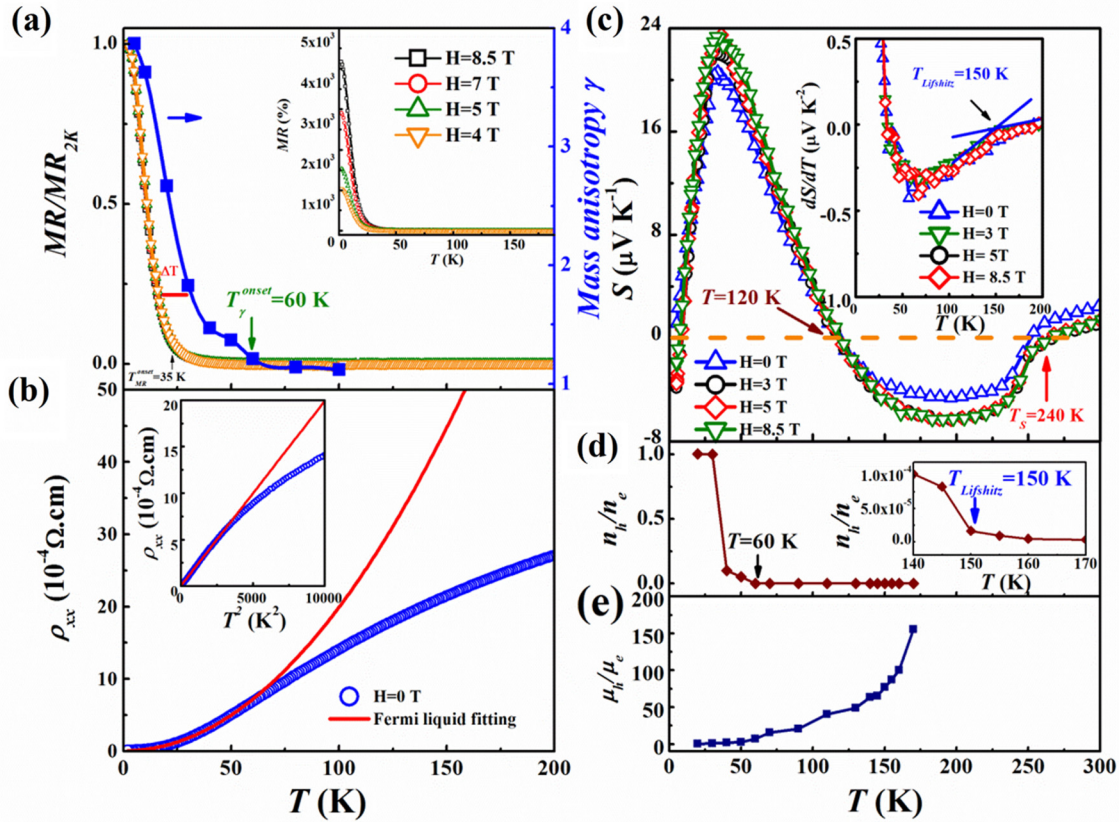 (a)
1.0
0.5
0.0
MR/MR2K
4
3
2
1
Mass anisotropy γ
5x10³
4x10³
3x10³
2x10³
1x10³
MR (%)
0 50 100 150
T (K)
H=8.5 T
H=7 T
H=5 T
H=4 T
ΔT
Tγonset=60 K
TMRonset=35 K
(b)
50
40
30
20
10
0
ρxx (10-4Ω.cm)
20
15
10
5
ρxx (10-4Ω.cm)
0 5000 10000
T² (K²)
H=0 T
Fermi liquid fitting
0 50 100 150 200
T (K)
(c)
24
16
8
0
-8
S (μV K-1)
T=120 K
H=0 T
H=3 T
H=5 T
H=8.5 T
TS=240 K
0.5
0.0
-0.5
-1.0
dS/dT (μV K-2)
TLifshitz=150 K
H=0 T
H=3 T
H= 5T
H= 8.5 T
0 50 100 150 200
T (K)
(d)
1.0
0.5
0.0
nh/ne
T=60 K
1.0x10-4
5.0x10-5
0.0
nh/ne
TLifshitz=150 K
140 150 160 170
T (K)
(e)
200
150
100
50
0
μh/μe
0 50 100 150 200 250 300
T (K)